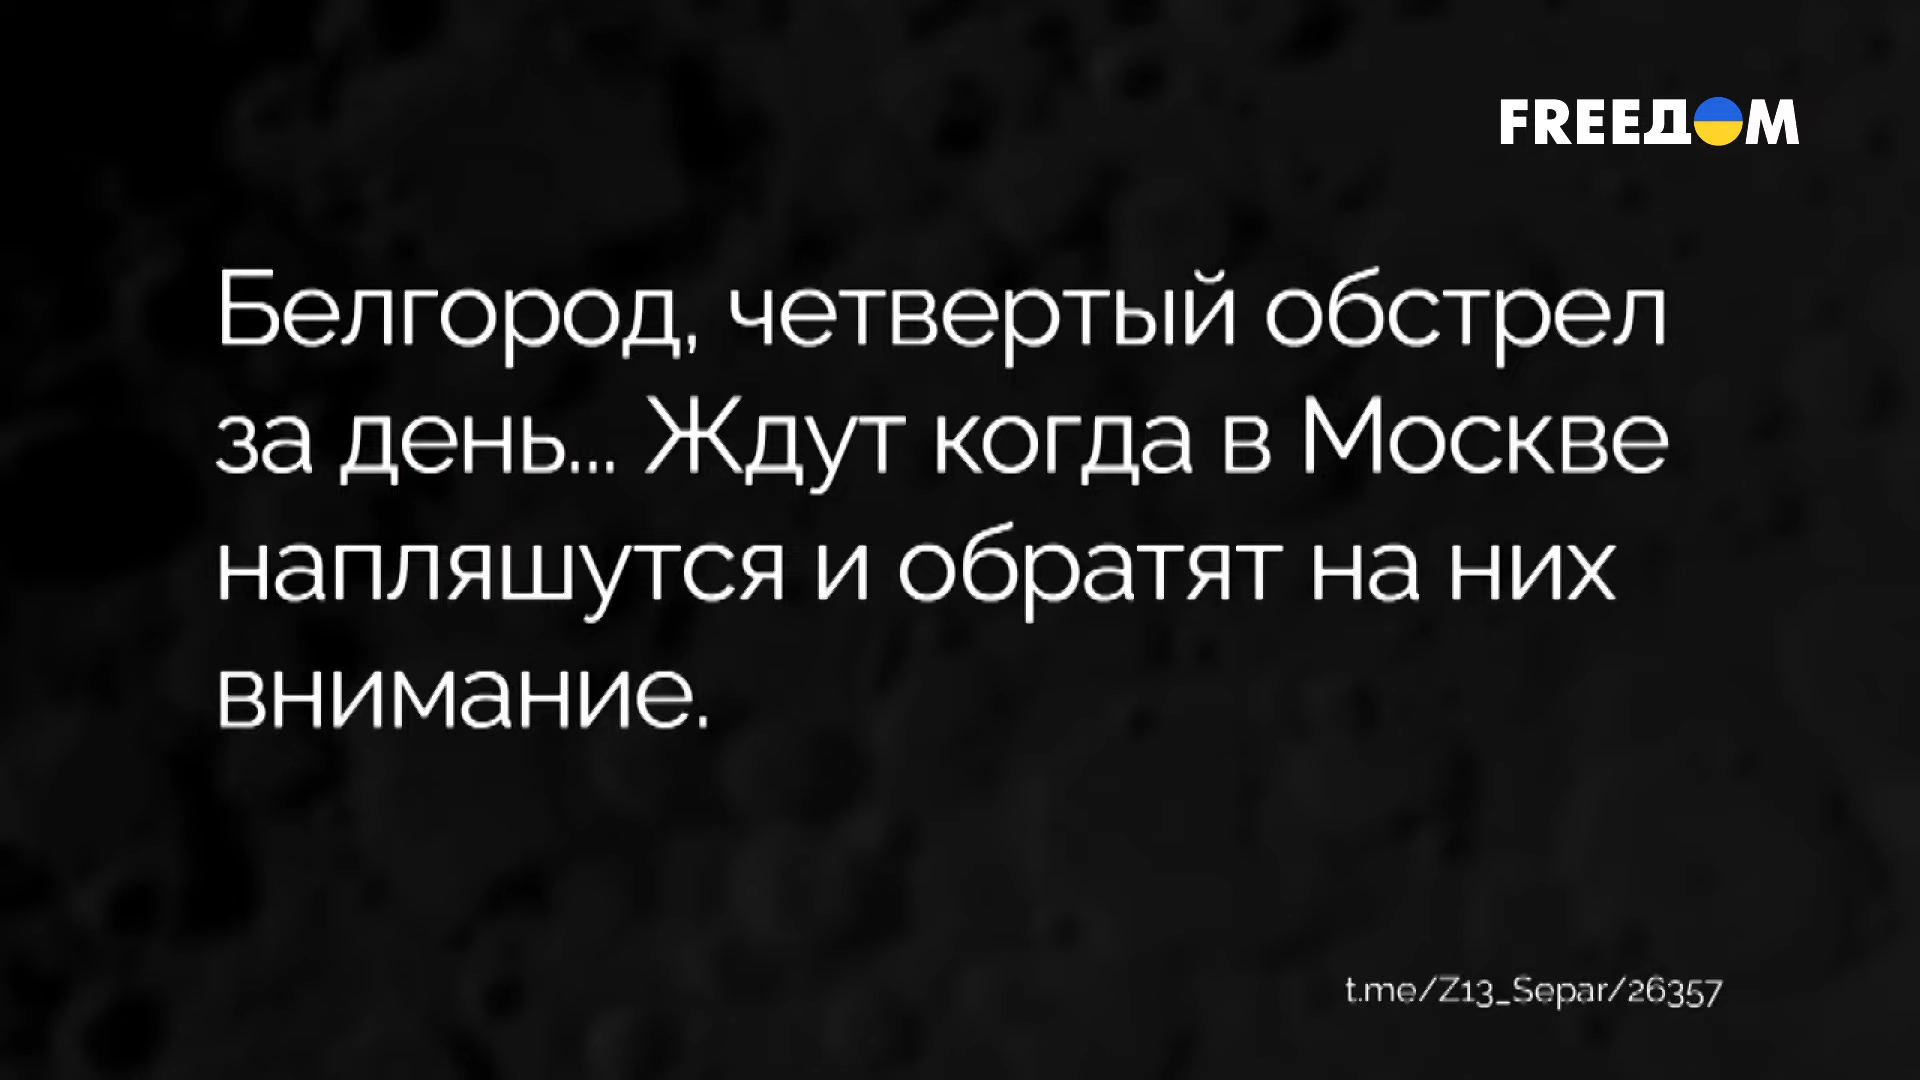 FREEДОМ
Белгород, четвертый обстрел
за день... Ждут когда в Москве
напляшутся и обратят на них
внимание.
t.me/Z13_Separ/26357